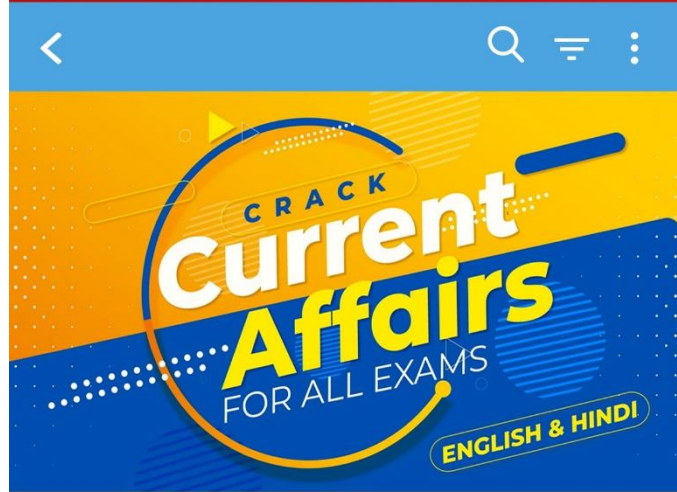 CRACK
Current
Affairs
FOR ALL EXAMS
ENGLISH & HINDI